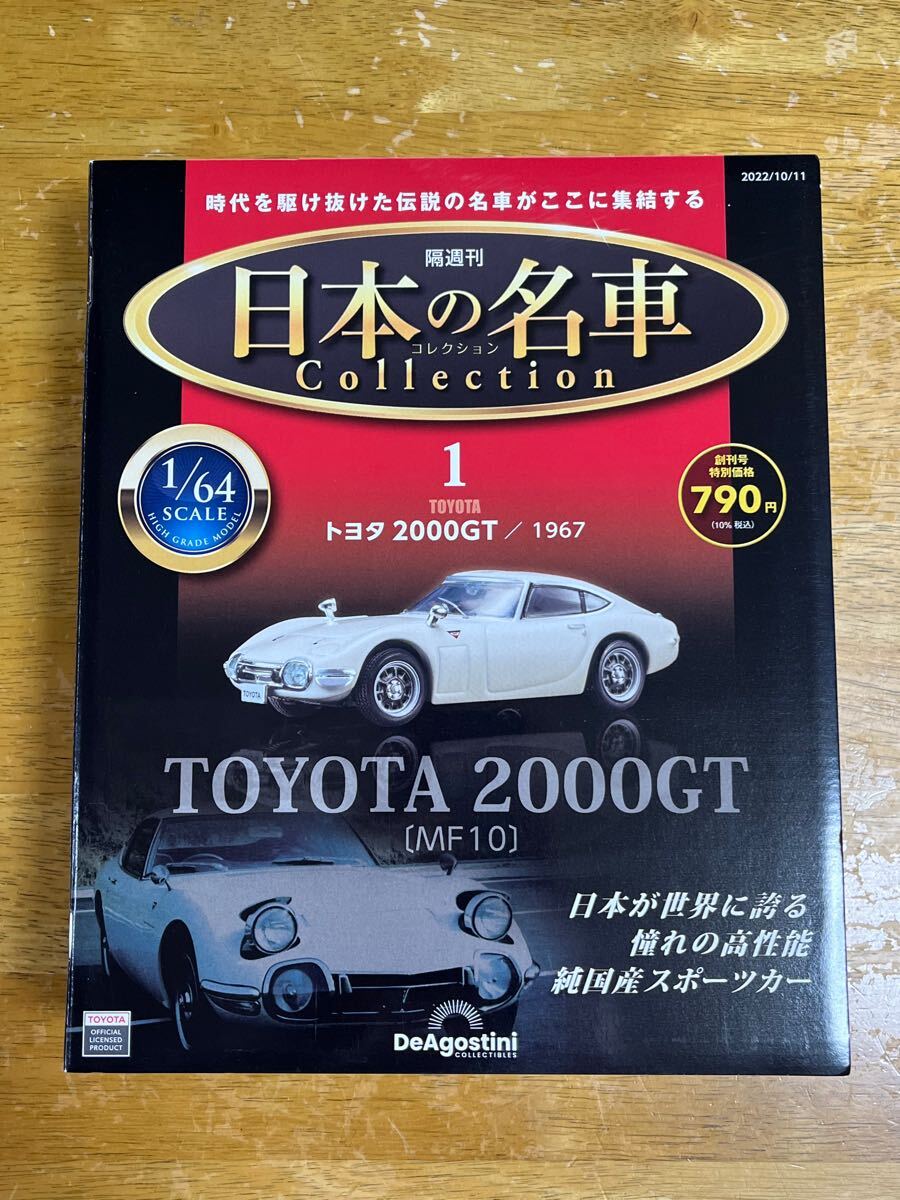 2022/10/11
時代を駆け抜けた伝説の名車がここに集結する
隔週刊
日本の名車
コレクション
Collection
1/64
SCALE
HIGH GRADE MODEL
1
TOYOTA
トヨタ 2000GT / 1967
創刊号
特別価格
790円
(10%税込)
TOYOTA
TOYOTA 2000GT
〔MF10〕
日本が世界に誇る
憧れの高性能
純国産スポーツカー
TOYOTA
OFFICIAL
LICENSED
PRODUCT
DeAgostini
COLLECTIBLES